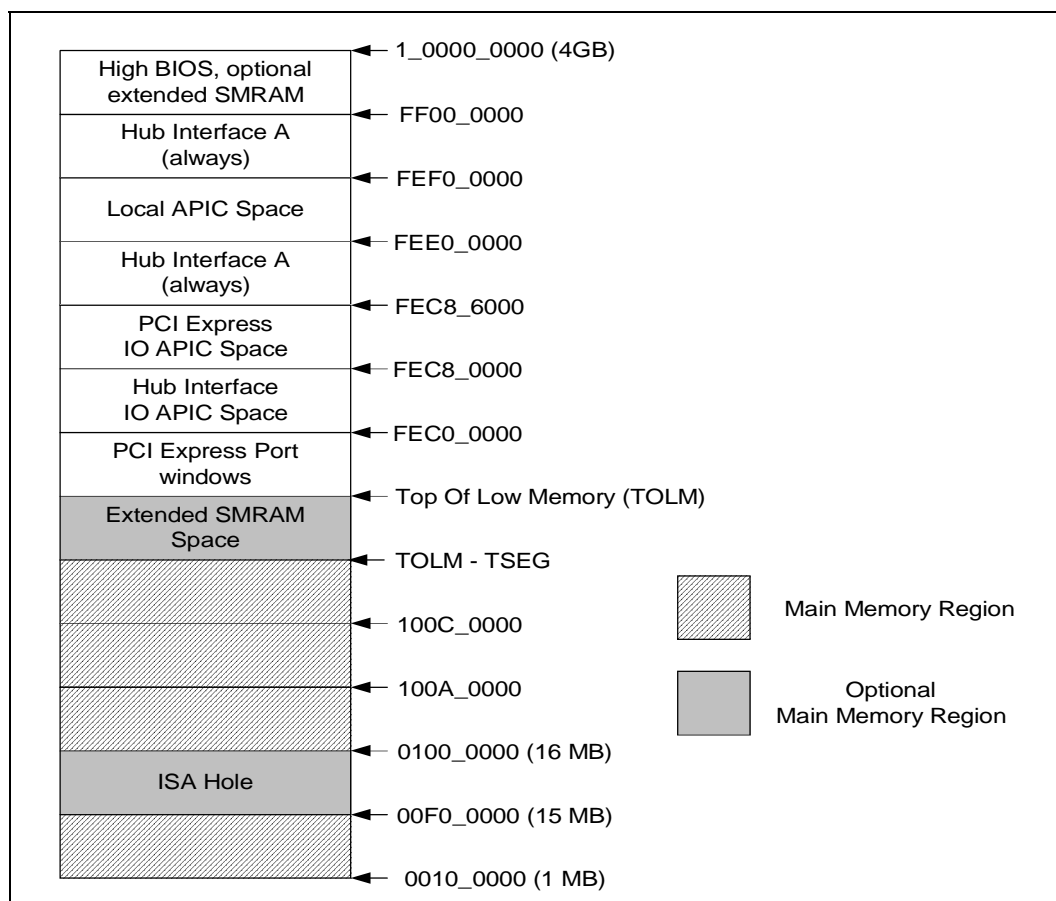 1_0000_0000 (4GB)
High BIOS, optional
extended SMRAM
FF00_0000
Hub Interface A
(always)
FEF0_0000
Local APIC Space
FEE0_0000
Hub Interface A
(always)
FEC8_6000
PCI Express
IO APIC Space
FEC8_0000
Hub Interface
IO APIC Space
FEC0_0000
PCI Express Port
windows
Top Of Low Memory (TOLM)
Extended SMRAM
Space
TOLM - TSEG
Main Memory Region
100C_0000
100A_0000
Optional
Main Memory Region
0100_0000 (16 MB)
ISA Hole
00F0_0000 (15 MB)
0010_0000 (1 MB)